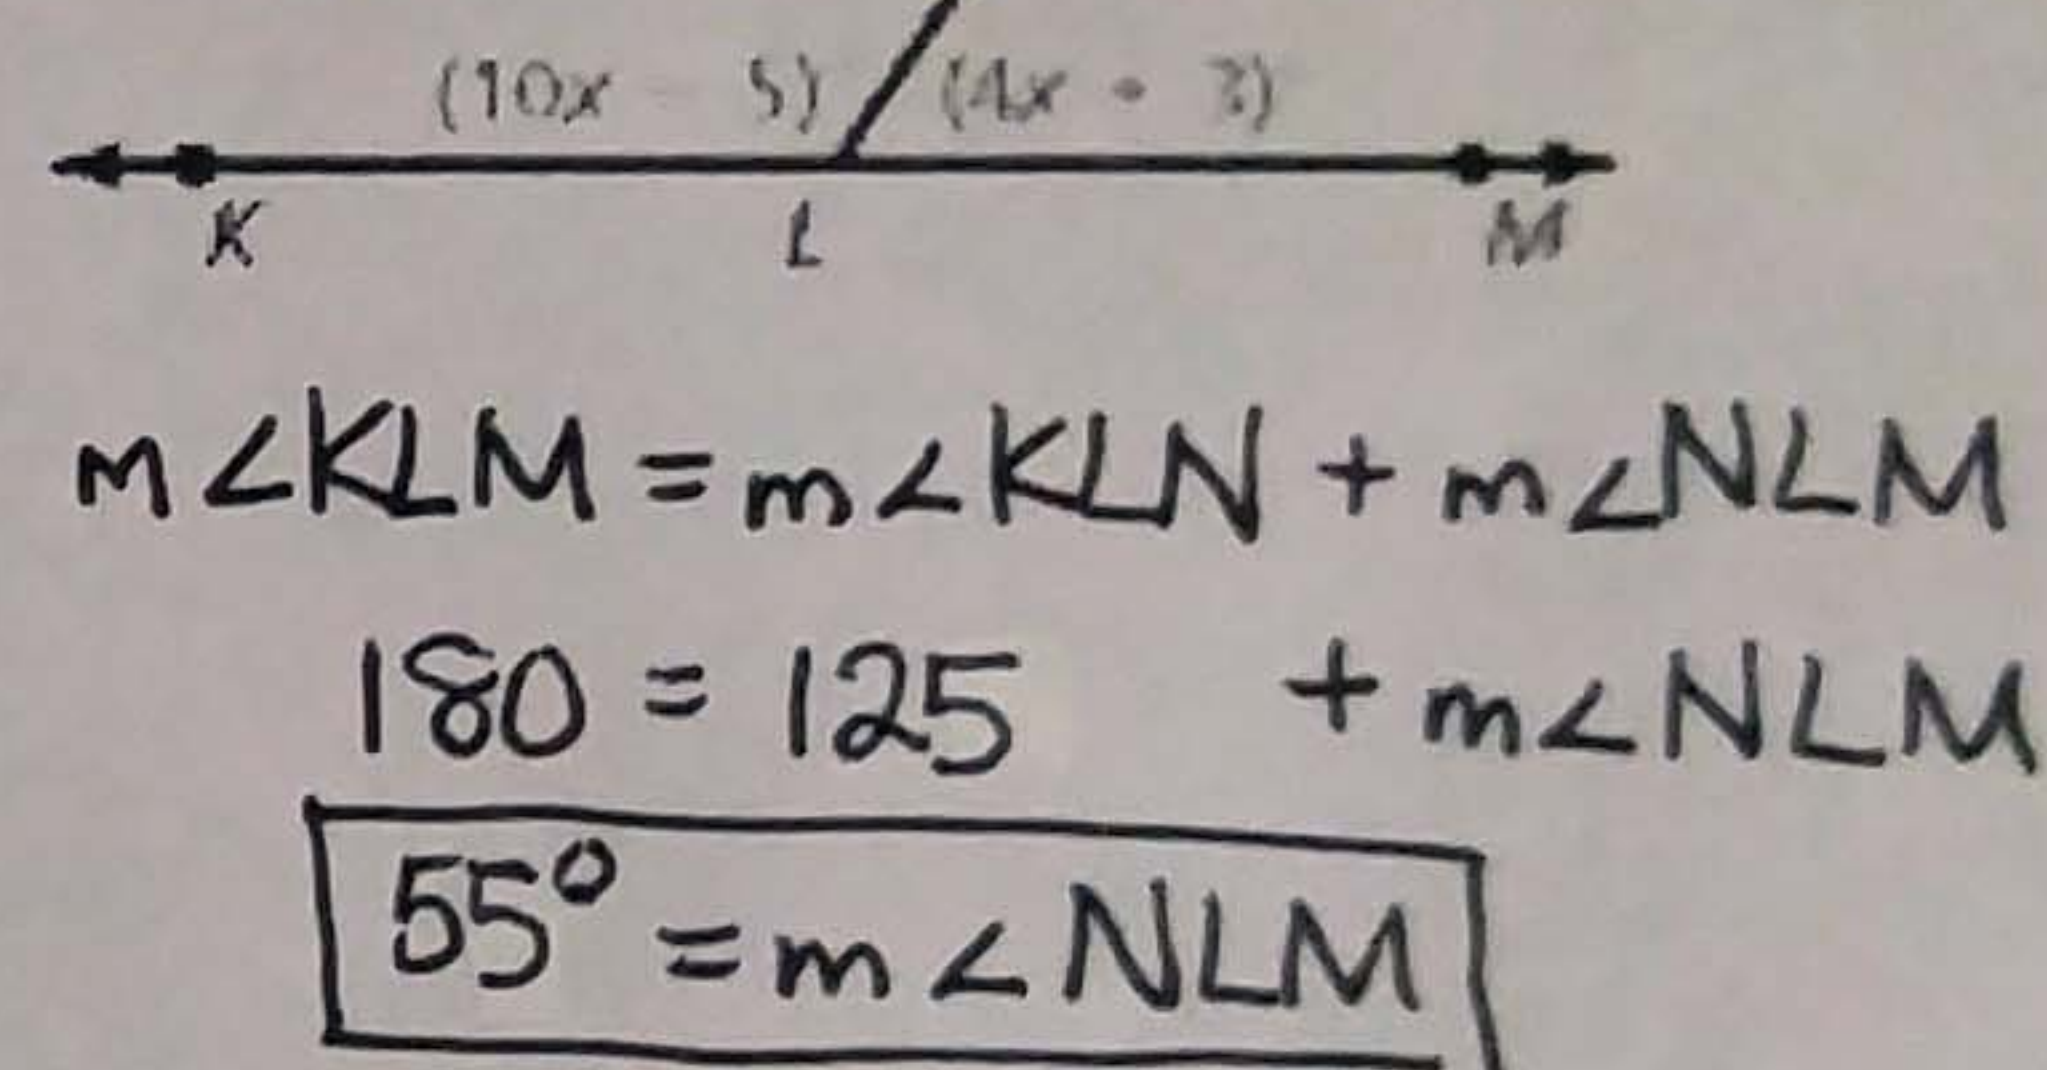 (10x - 5) (4x + 3)
K L M
m∠KLM = m∠KLN + m∠NLM
180 = 125 + m∠NLM
55° = m∠NLM